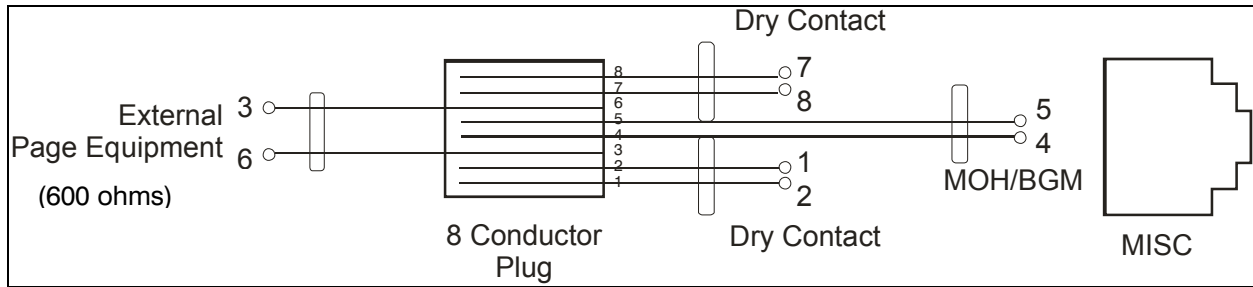 Dry Contact
External
Page Equipment
(600 ohms)
3
6
8
7
6
5
4
3
2
1
7
8
1
2
5
4
MOH/BGM
8 Conductor
Plug
Dry Contact
MISC